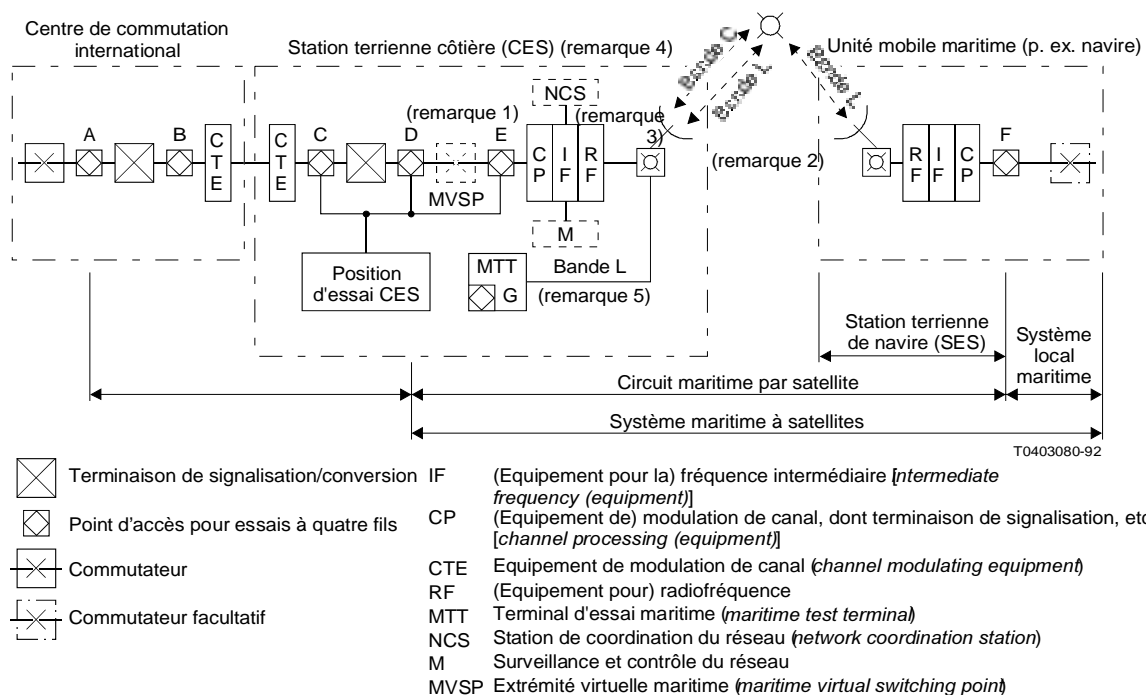 Centre de commutation
international
Station terrienne côtière (CES) (remarque 4)
Unité mobile maritime (p. ex. navire)
Bande C
Bande L
Bande L
NCS
(remarque 1)
(remarque
3)
(remarque 2)
A
B
C
T
E
C
T
E
C
D
E
C
P
I
F
R
F
R
F
I
F
C
P
F
MVSP
M
Position
d'essai CES
MTT
G
Bande L
(remarque 5)
Station terrienne
de navire (SES)
Système
local
maritime
Circuit maritime par satellite
Système maritime à satellites
T0403080-92
Terminaison de signalisation/conversion
Point d'accès pour essais à quatre fils
Commutateur
Commutateur facultatif
IF (Equipement pour la) fréquence intermédiaire [intermediate
frequency (equipment)]
CP (Equipement de) modulation de canal, dont terminaison de signalisation, etc
[channel processing (equipment)]
CTE Equipement de modulation de canal (channel modulating equipment)
RF (Equipement pour) radiofréquence
MTT Terminal d'essai maritime (maritime test terminal)
NCS Station de coordination du réseau (network coordination station)
M Surveillance et contrôle du réseau
MVSP Extrémité virtuelle maritime (maritime virtual switching point)